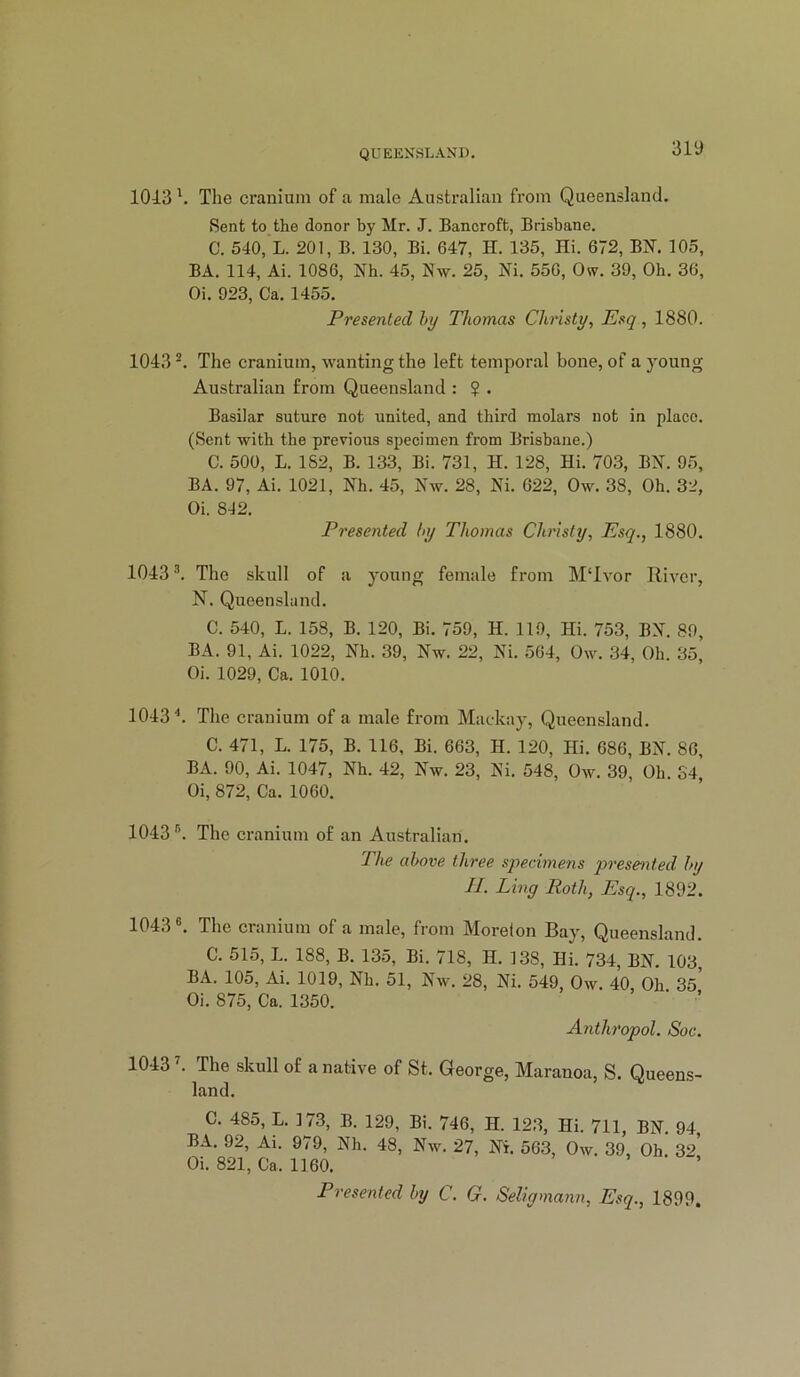 QUEENSLAND. 319
1043¹. The cranium of a male Australian from Queensland.
Sent to the donor by Mr. J. Bancroft, Brisbane.
C. 540, L. 201, B. 130, Bi. 647, H. 135, Hi. 672, BN. 105,
BA. 114, Ai. 1086, Nh. 45, Nw. 25, Ni. 556, Ow. 39, Oh. 36,
Oi. 923, Ca. 1455.
Presented by Thomas Christy, Esq, 1880.
1043². The cranium, wanting the left temporal bone, of a young
Australian from Queensland : ♀ .
Basilar suture not united, and third molars not in place.
(Sent with the previous specimen from Brisbane.)
C. 500, L. 182, B. 133, Bi. 731, H. 128, Hi. 703, BN. 95,
BA. 97, Ai. 1021, Nh. 45, Nw. 28, Ni. 622, Ow. 38, Oh. 32,
Oi. 842.
Presented by Thomas Christy, Esq., 1880.
1043³. The skull of a young female from M‘Ivor River,
N. Queensland.
C. 540, L. 158, B. 120, Bi. 759, H. 119, Hi. 753, BN. 89,
BA. 91, Ai. 1022, Nh. 39, Nw. 22, Ni. 564, Ow. 34, Oh. 35,
Oi. 1029, Ca. 1010.
1043⁴. The cranium of a male from Mackay, Queensland.
C. 471, L. 175, B. 116, Bi. 663, H. 120, Hi. 686, BN. 86,
BA. 90, Ai. 1047, Nh. 42, Nw. 23, Ni. 548, Ow. 39, Oh. 34,
Oi, 872, Ca. 1060.
1043⁵. The cranium of an Australian.
The above three specimens presented by
H. Ling Roth, Esq., 1892.
1043⁶. The cranium of a male, from Moreton Bay, Queensland.
C. 515, L. 188, B. 135, Bi. 718, H. 138, Hi. 734, BN. 103,
BA. 105, Ai. 1019, Nh. 51, Nw. 28, Ni. 549, Ow. 40, Oh. 35,
Oi. 875, Ca. 1350.
Anthropol. Soc.
1043⁷. The skull of a native of St. George, Maranoa, S. Queens-
land.
C. 485, L. 173, B. 129, Bi. 746, H. 123, Hi. 711, BN. 94,
BA. 92, Ai. 979, Nh. 48, Nw. 27, Ni. 563, Ow. 39, Oh. 32,
Oi. 821, Ca. 1160.
Presented by C. G. Seligmann, Esq., 1899.